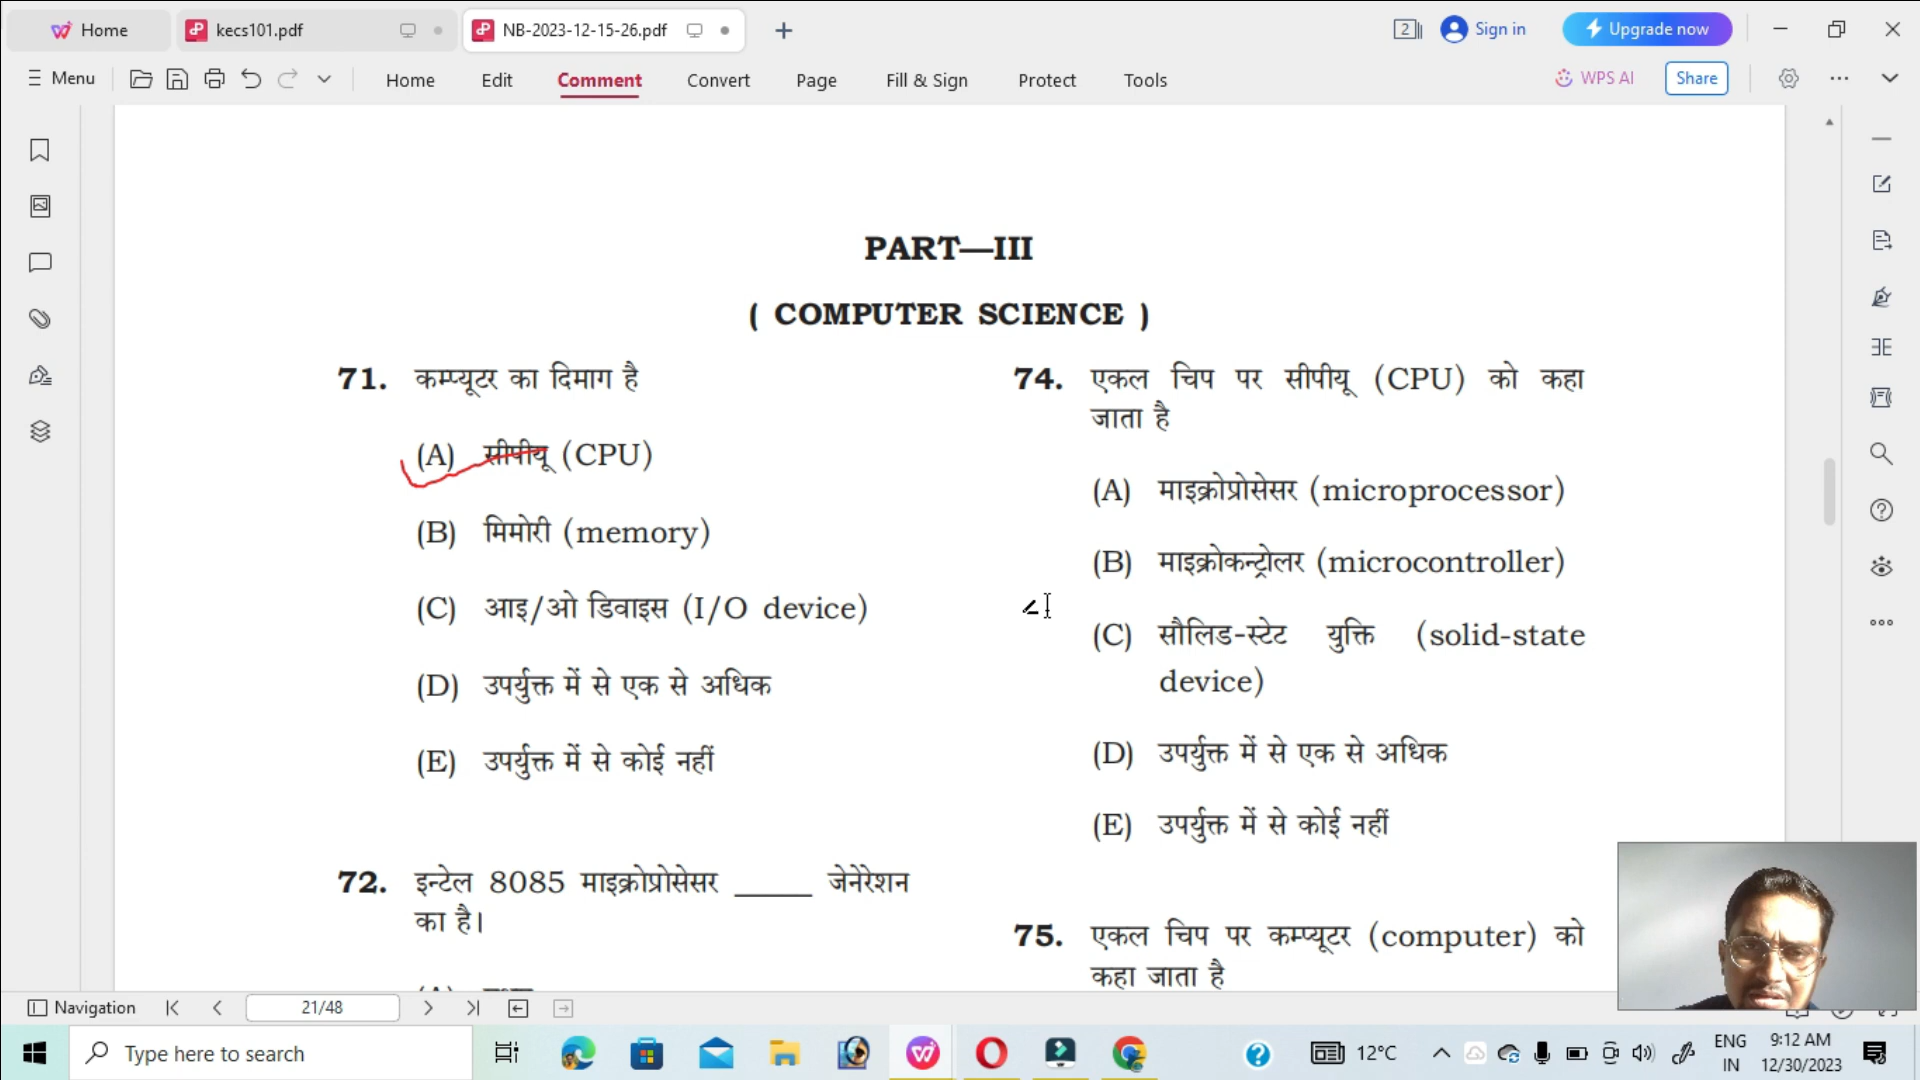 Home
kecs101.pdf
NB-2023-12-15-26.pdf
2
Sign in
Upgrade now
Menu
Home
Edit
Comment
Convert
Page
Fill & Sign
Protect
Tools
WPS AI
Share
PART—III
( COMPUTER SCIENCE )
71. कम्प्यूटर का दिमाग है
(A) सीपीयू (CPU)
(B) मिमोरी (memory)
(C) आइ/ओ डिवाइस (I/O device)
(D) उपर्युक्त में से एक से अधिक
(E) उपर्युक्त में से कोई नहीं
72. इन्टेल 8085 माइक्रोप्रोसेसर _____ जेनेरेशन
का है।
74. एकल चिप पर सीपीयू (CPU) को कहा
जाता है
(A) माइक्रोप्रोसेसर (microprocessor)
(B) माइक्रोकन्ट्रोलर (microcontroller)
(C) सौलिड-स्टेट युक्ति (solid-state
device)
(D) उपर्युक्त में से एक से अधिक
(E) उपर्युक्त में से कोई नहीं
75. एकल चिप पर कम्प्यूटर (computer) को
कहा जाता है
Navigation
21/48
Type here to search
12°C
ENG
IN
9:12 AM
12/30/2023